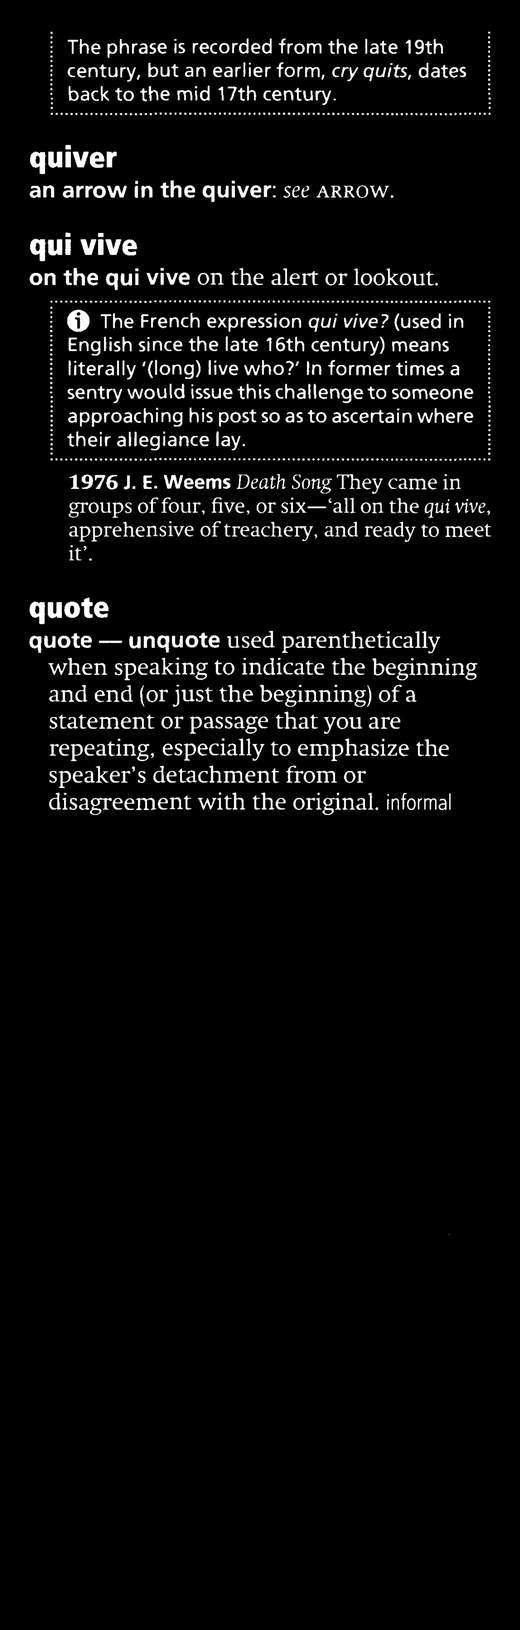 The phrase is recorded from the late 19th
century, but an earlier form, cry quits, dates
back to the mid 17th century.
quiver
an arrow in the quiver: see ARROW.
qui vive
on the qui vive on the alert or lookout.
The French expression qui vive? (used in
English since the late 16th century) means
literally ‘(long) live who?’ In former times a
sentry would issue this challenge to someone
approaching his post so as to ascertain where
their allegiance lay.
1976 J. E. Weems Death Song They came in
groups of four, five, or six—‘all on the qui vive,
apprehensive of treachery, and ready to meet
it’.
quote
quote — unquote used parenthetically
when speaking to indicate the beginning
and end (or just the beginning) of a
statement or passage that you are
repeating, especially to emphasize the
speaker’s detachment from or
disagreement with the original. informal